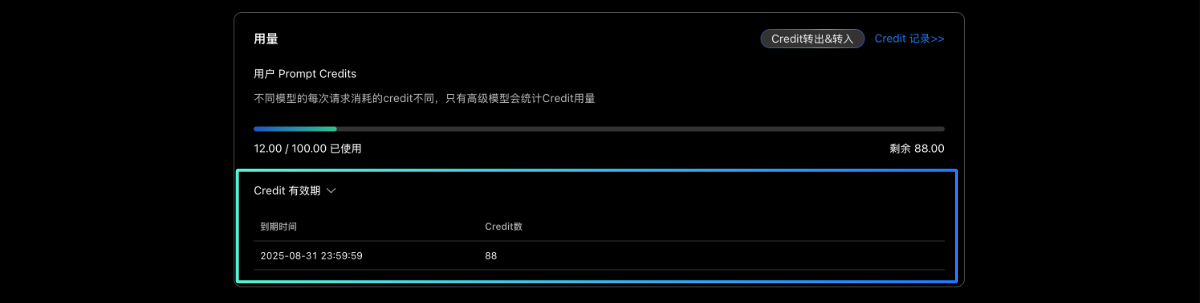 用量
Credit转出&转入 Credit 记录>>
用户 Prompt Credits
不同模型的每次请求消耗的credit不同，只有高级模型会统计Credit用量
12.00 / 100.00 已使用 剩余 88.00
Credit 有效期
到期时间 Credit数
2025-08-31 23:59:59 88